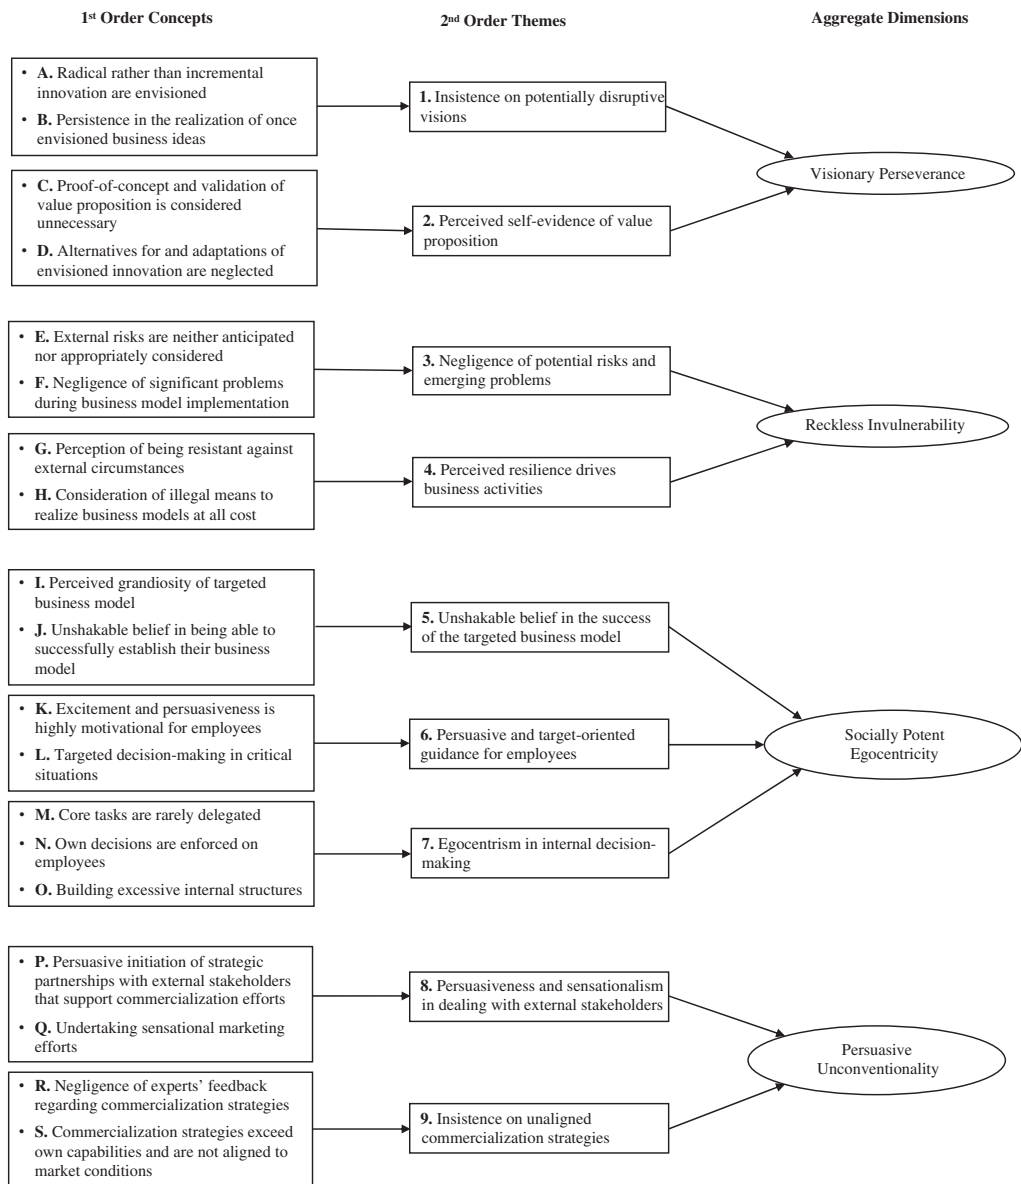 1st Order Concepts
2nd Order Themes
Aggregate Dimensions
• A. Radical rather than incremental
innovation are envisioned
• B. Persistence in the realization of once
envisioned business ideas
1. Insistence on potentially disruptive
visions
Visionary Perseverance
• C. Proof-of-concept and validation of
value proposition is considered
unnecessary
• D. Alternatives for and adaptations of
envisioned innovation are neglected
2. Perceived self-evidence of value
proposition
• E. External risks are neither anticipated
nor appropriately considered
• F. Negligence of significant problems
during business model implementation
3. Negligence of potential risks and
emerging problems
Reckless Invulnerability
• G. Perception of being resistant against
external circumstances
• H. Consideration of illegal means to
realize business models at all cost
4. Perceived resilience drives
business activities
• I. Perceived grandiosity of targeted
business model
• J. Unshakable belief in being able to
successfully establish their business
model
5. Unshakable belief in the success
of the targeted business model
• K. Excitement and persuasiveness is
highly motivational for employees
• L. Targeted decision-making in critical
situations
6. Persuasive and target-oriented
guidance for employees
Socially Potent
Egocentricity
• M. Core tasks are rarely delegated
• N. Own decisions are enforced on
employees
• O. Building excessive internal structures
7. Egocentrism in internal decision-
making
• P. Persuasive initiation of strategic
partnerships with external stakeholders
that support commercialization efforts
• Q. Undertaking sensational marketing
efforts
8. Persuasiveness and sensationalism
in dealing with external stakeholders
Persuasive
Unconventionality
• R. Negligence of experts’ feedback
regarding commercialization strategies
• S. Commercialization strategies exceed
own capabilities and are not aligned to
market conditions
9. Insistence on unaligned
commercialization strategies